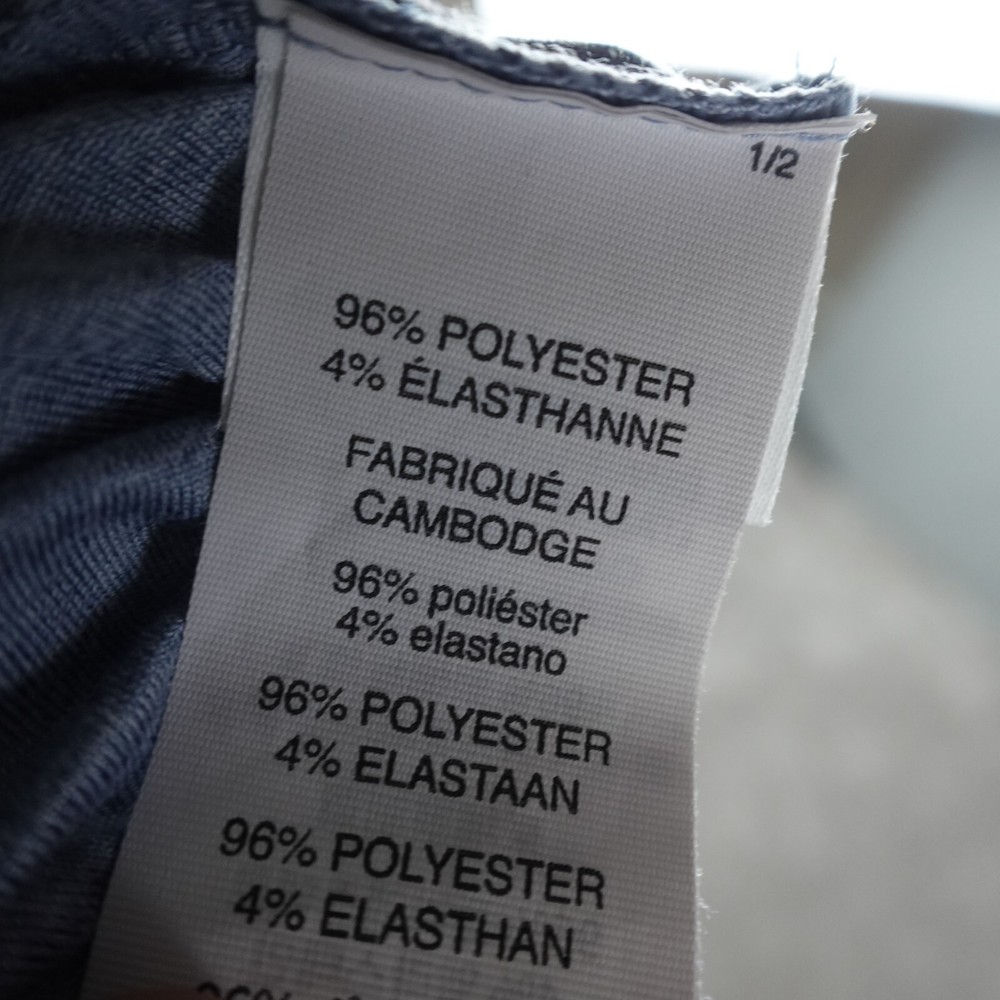 1/2
96% POLYESTER
4% ÉLASTHANNE
FABRIQUÉ AU
CAMBODGE
96% poliéster
4% elastano
96% POLYESTER
4% ELASTAAN
96% POLYESTER
4% ELASTHAN